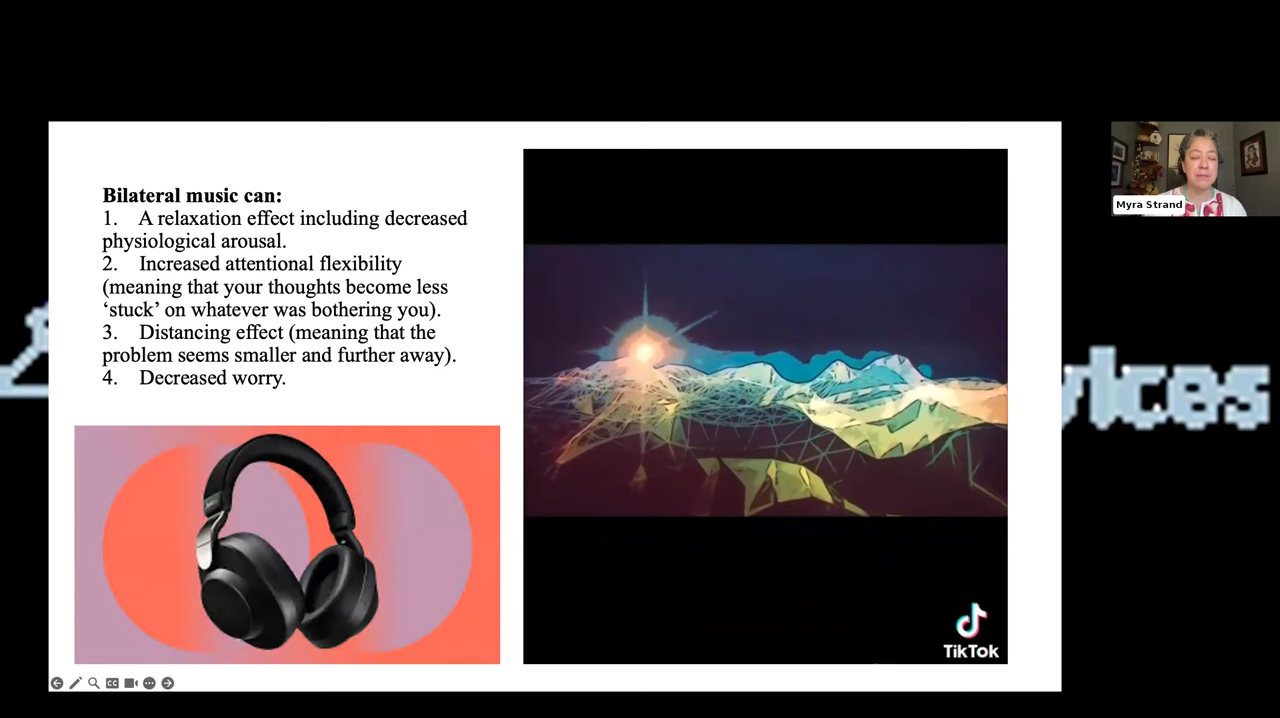 Bilateral music can:
1. A relaxation effect including decreased
physiological arousal.
2. Increased attentional flexibility
(meaning that your thoughts become less
‘stuck’ on whatever was bothering you).
3. Distancing effect (meaning that the
problem seems smaller and further away).
4. Decreased worry.
TikTok
Myra Strand
vices
CC